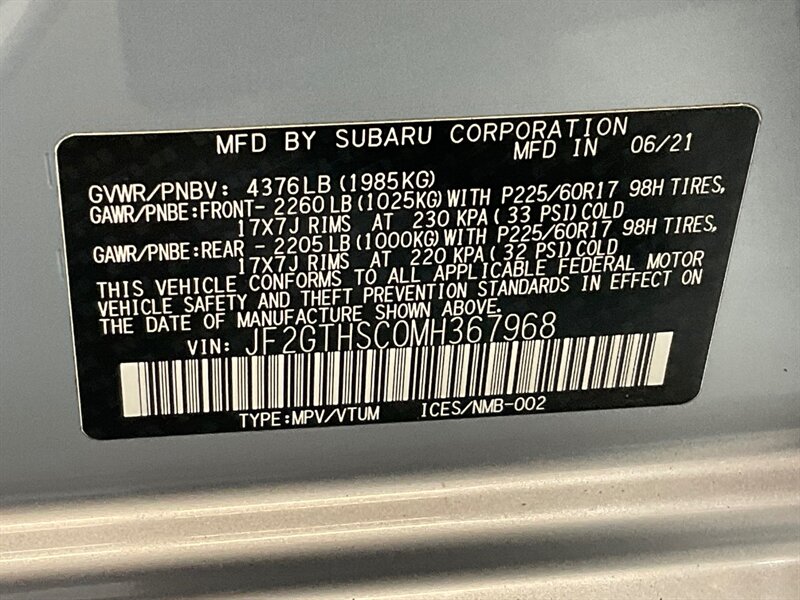 MFD BY SUBARU CORPORATION
MFD IN 06/21
GVWR/PNBV: 4376LB (1985KG)
GAWR/PNBE:FRONT- 2260LB (1025KG)WITH P225/60R17 98H TIRES,
17X7J RIMS AT 230 KPA( 33 PSI)COLD
GAWR/PNBE:REAR - 2205LB (1000KG)WITH P225/60R17 98H TIRES,
17X7J RIMS AT 220 KPA( 32 PSI)COLD
THIS VEHICLE CONFORMS TO ALL APPLICABLE FEDERAL MOTOR
VEHICLE SAFETY AND THEFT PREVENTION STANDARDS IN EFFECT ON
THE DATE OF MANUFACTURE SHOWN ABOVE.
VIN: JF2GTHSC0MH367968
TYPE:MPV/VTUM ICES/NMB-002